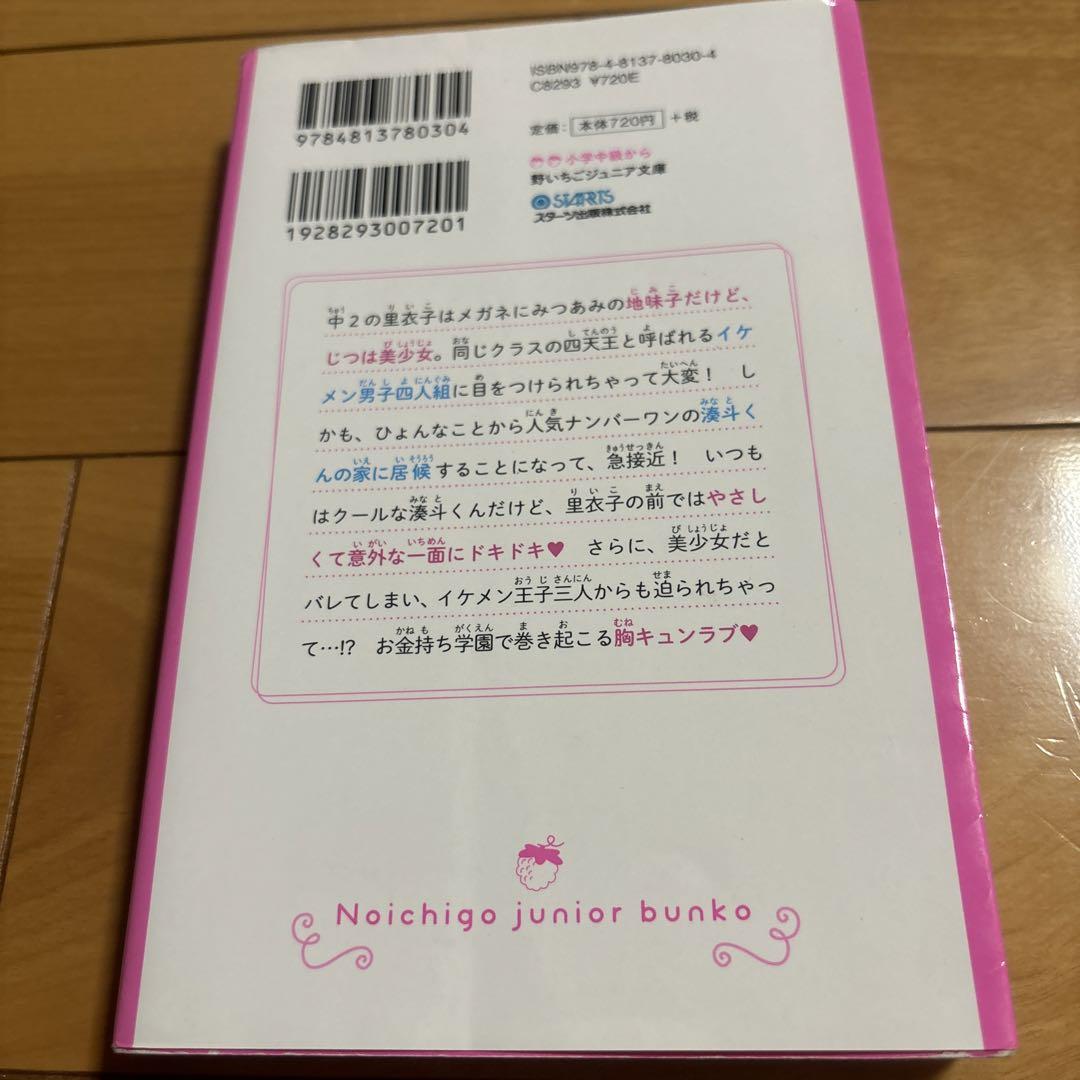 9784813780304
ISBN978-4-8137-8030-4
C8293 ¥720E
定価：本体720円＋税
小学中級から
野いちごジュニア文庫
STARTS
スターツ出版株式会社
1928293007201
中2の里衣子はメガネにみつあみの地味子だけど、
じつは美少女。同じクラスの四天王と呼ばれるイケ
メン男子四人組に目をつけられちゃって大変！　し
かも、ひょんなことから人気ナンバーワンの湊斗く
んの家に居候することになって、急接近！　いつも
はクールな湊斗くんだけど、里衣子の前ではやさし
くて意外な一面にドキドキ♥　さらに、美少女だと
バレてしまい、イケメン王子三人からも迫られちゃっ
て…!?　お金持ち学園で巻き起こる胸キュンラブ♥
Noichigo junior bunko